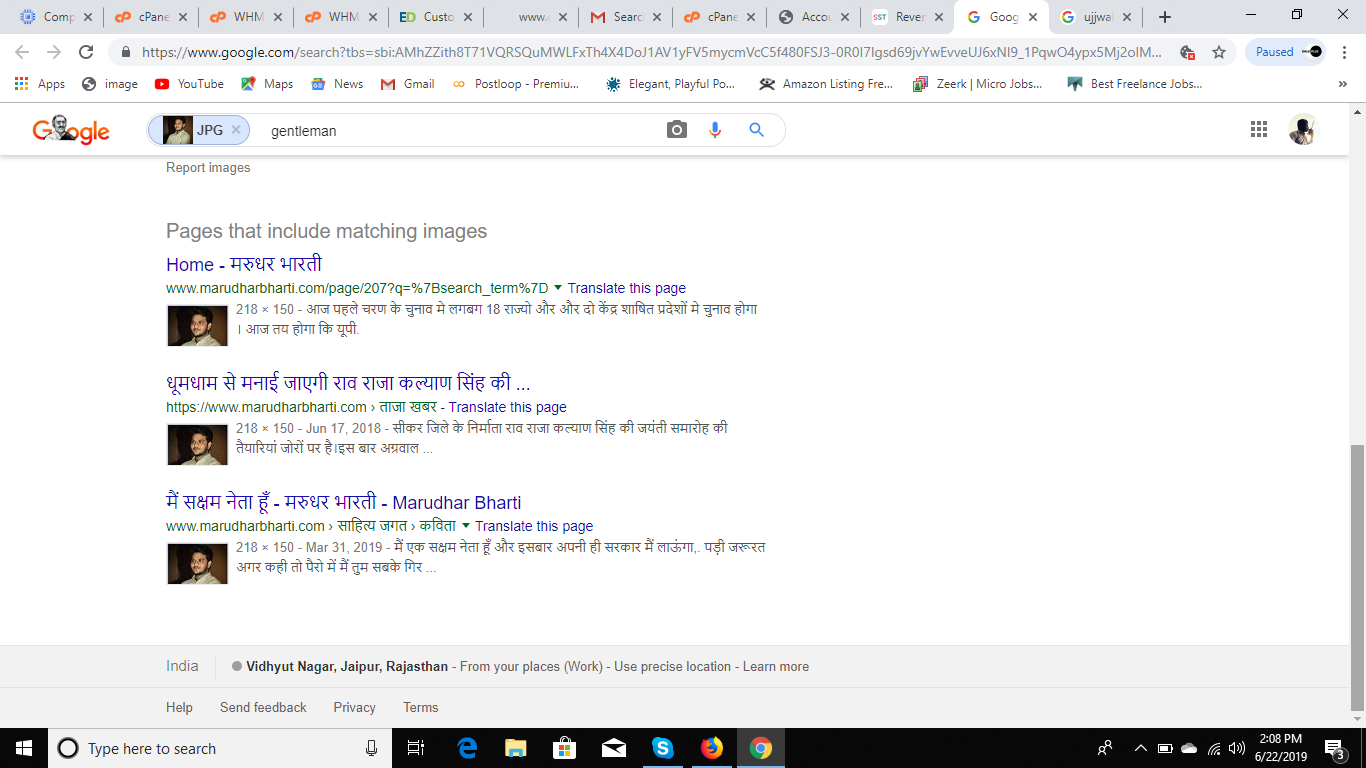 Comp
cPane
WHM
WHM
Custo
www.
Searc
cPane
Accou
Rever
Goog
ujjwal
https://www.google.com/search?tbs=sbi:
Paused
Apps
image
YouTube
Maps
News
Gmail
Postloop - Premiu...
Elegant, Playful Po...
Amazon Listing Fre...
Zeerk | Micro Jobs...
Best Freelance Jobs...
»
Google
JPG
gentleman
Report images
Pages that include matching images
Home - मरुधर भारती
www.marudharbharti.com/page/207?q=%7Bsearch_term%7D Translate this page
218 × 150 - आज पहले चरण के चुनाव मे लगबग 18 राज्यो और और दो केंद्र शाषित प्रदेशों मे चुनाव होगा
। आज तय होगा कि यूपी.
धूमधाम से मनाई जाएगी राव राजा कल्याण सिंह की ...
https://www.marudharbharti.com › ताजा खबर - Translate this page
218 × 150 - Jun 17, 2018 - सीकर जिले के निर्माता राव राजा कल्याण सिंह की जयंती समारोह की
तैयारियां जोरों पर है।इस बार अग्रवाल ...
मैं सक्षम नेता हूँ - मरुधर भारती - Marudhar Bharti
www.marudharbharti.com › साहित्य जगत › कविता Translate this page
218 × 150 - Mar 31, 2019 - मैं एक सक्षम नेता हूँ और इसबार अपनी ही सरकार मैं लाऊंगा,. पड़ी जरूरत
अगर कही तो पैरो में मैं तुम सबके गिर ...
India
Vidhyut Nagar, Jaipur, Rajasthan - From your places (Work) - Use precise location - Learn more
Help
Send feedback
Privacy
Terms
Type here to search
2:08 PM
6/22/2019
3